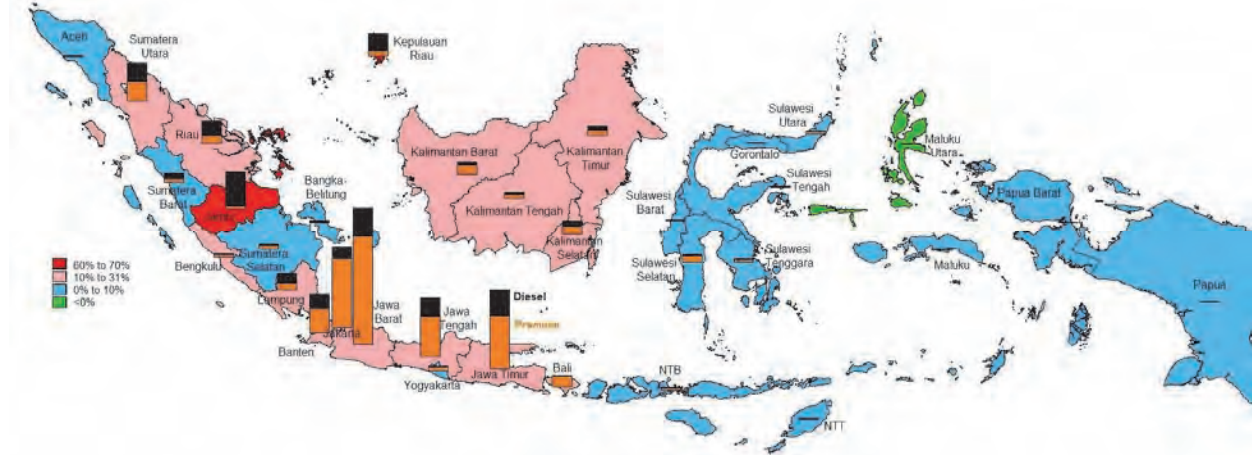 Aceh
Sumatera
Utara
Kepulauan
Riau
Riau
Sumatera
Barat
Bangka-
Belitung
Bengkulu
Sumatera
Selatan
Lampung
Banten
Jakarta
Jawa
Barat
Jawa
Tengah
Yogyakarta
Jawa Timur
Diesel
Premium
Bali
NTB
NTT
Kalimantan Barat
Kalimantan
Timur
Kalimantan Tengah
Kalimantan
Selatan
Sulawesi
Utara
Gorontalo
Sulawesi
Tengah
Sulawesi
Barat
Sulawesi
Selatan
Sulawesi
Tenggara
Maluku
Utara
Maluku
Papua Barat
Papua
60% to 70%
10% to 31%
0% to 10%
<0%